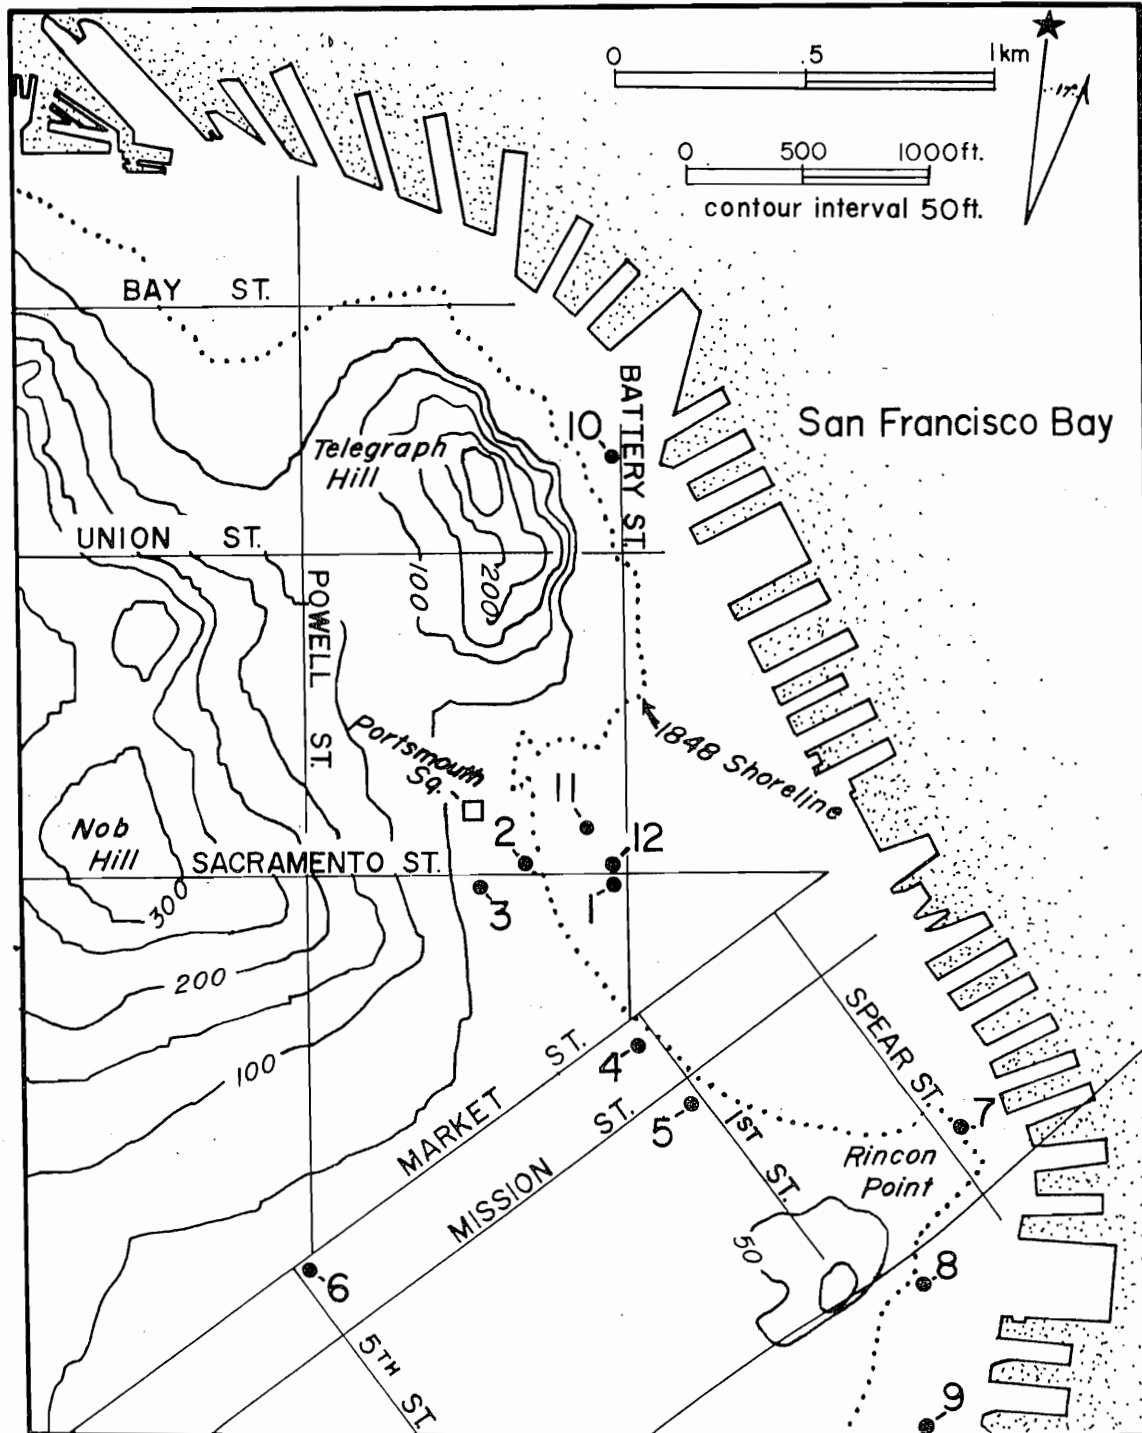 0 .5 1km
17°
0 500 1000ft.
contour interval 50ft.
BAY ST.
San Francisco Bay
BATTERY ST.
10
Telegraph
Hill
UNION ST.
100
200
POWELL ST.
1848 Shoreline
Portsmouth
Sq.
11
2
12
Nob
Hill
SACRAMENTO ST.
3
1
300
200
SPEAR ST.
MARKET ST.
4
100
MISSION ST.
5
1ST ST.
7
Rincon
Point
50
6
8
5TH ST.
9